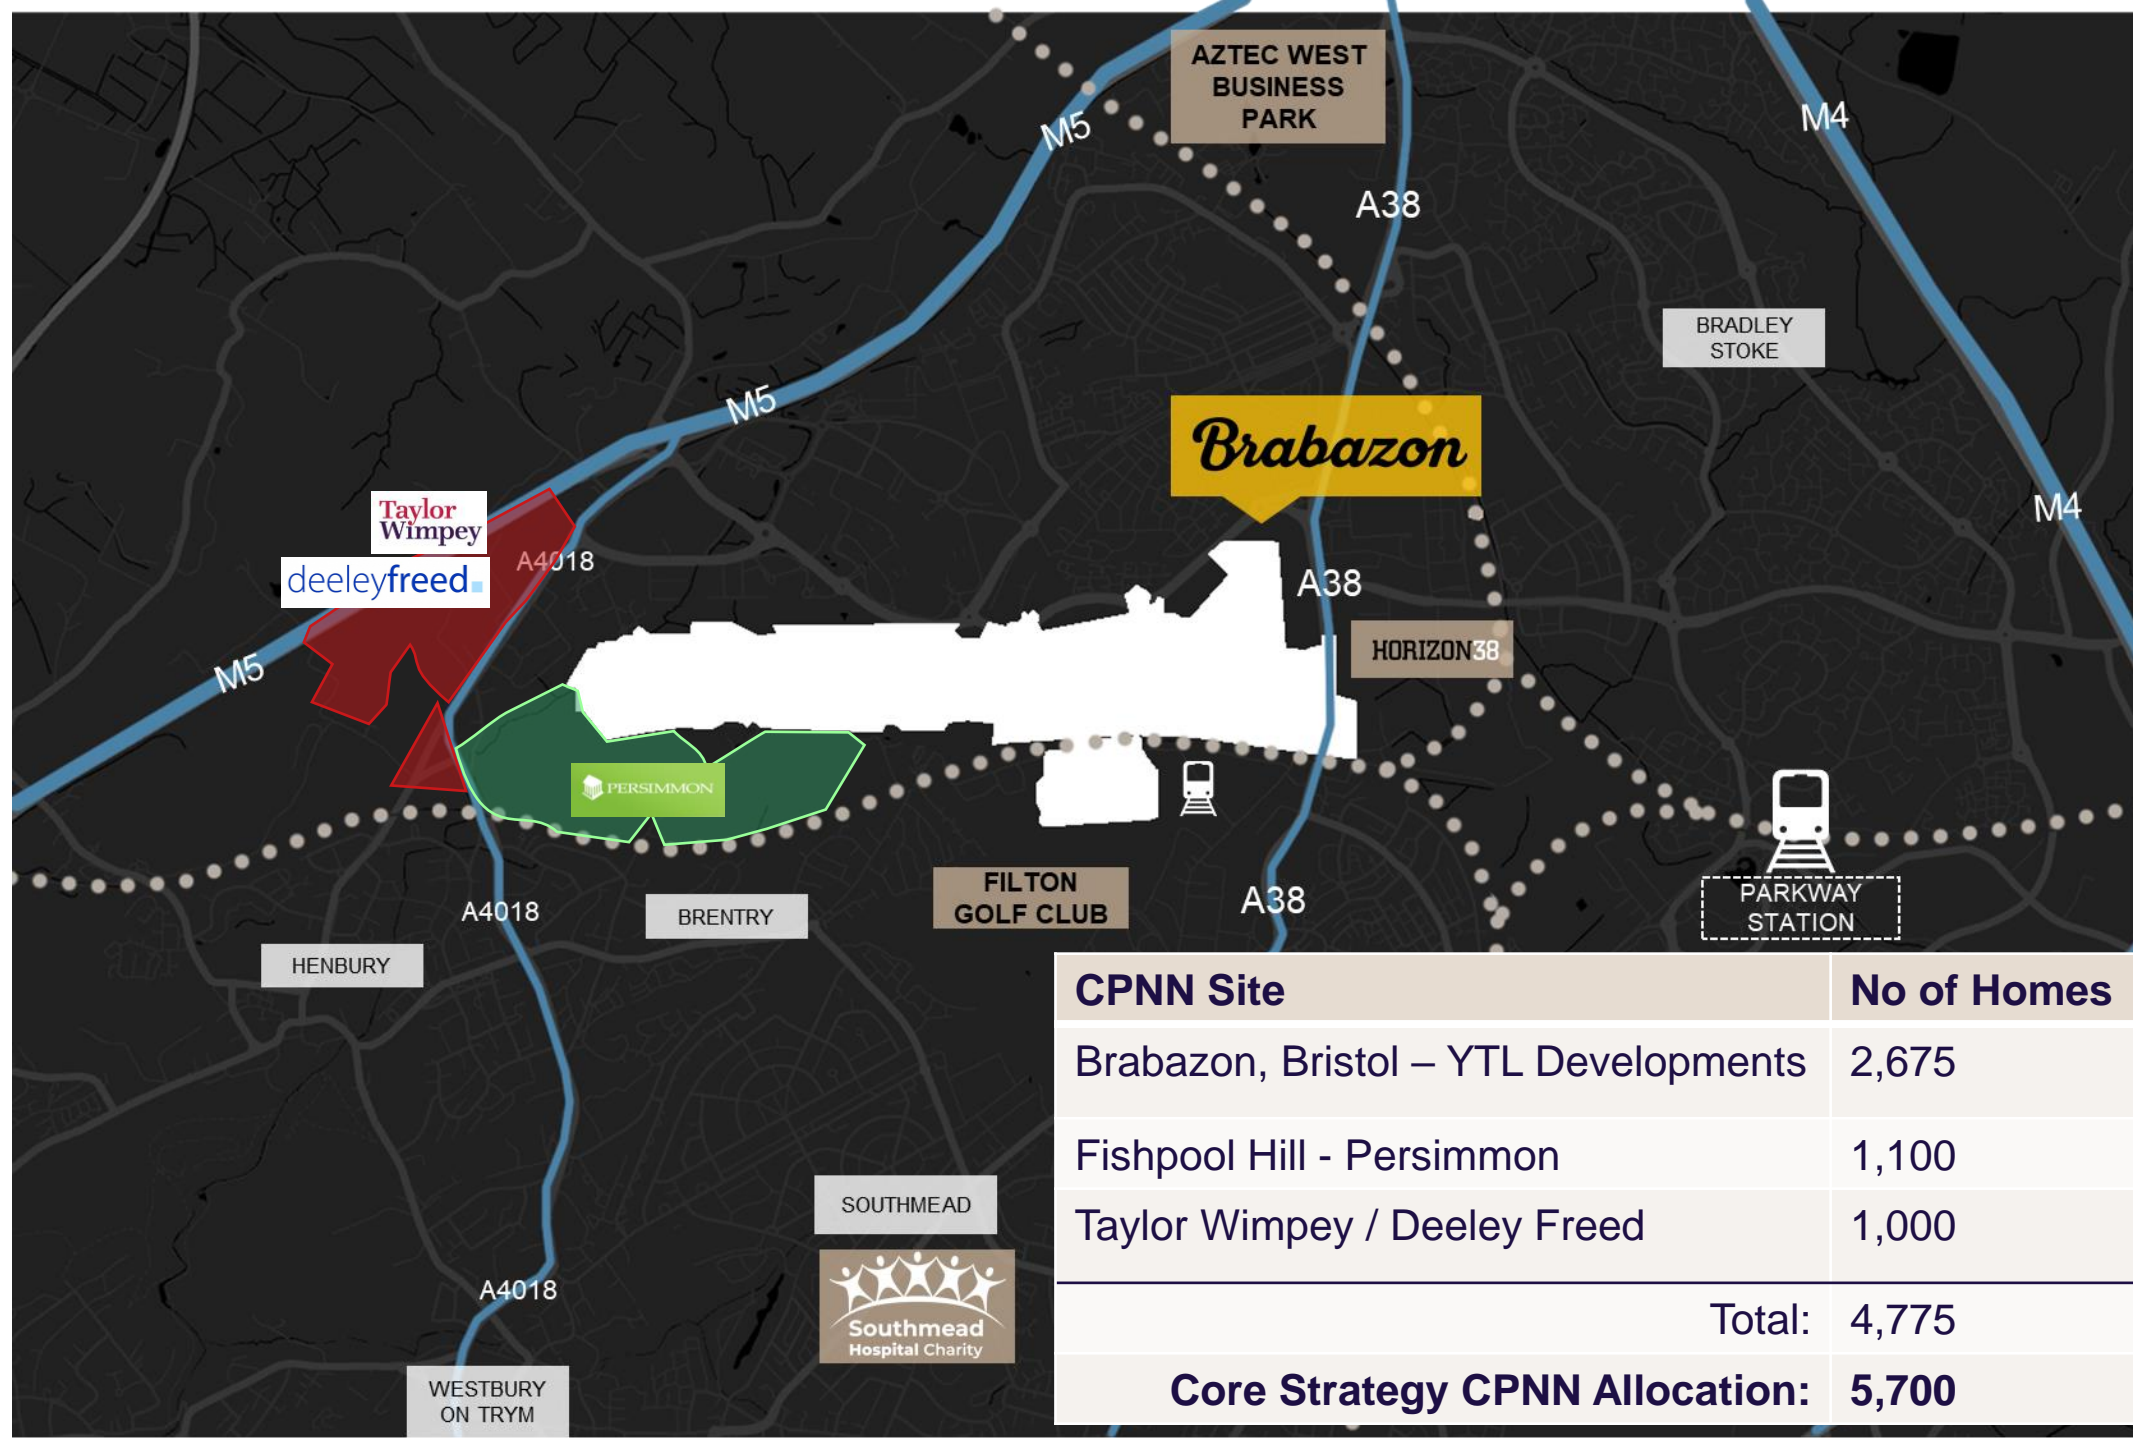 AZTEC WEST
BUSINESS
PARK
M5
M4
A38
BRADLEY
STOKE
M5
Brabazon
Taylor
Wimpey
M4
A4018
deeleyfreed
A38
HORIZON38
M5
PERSIMMON
FILTON
GOLF CLUB
PARKWAY
STATION
A4018
BRENTRY
A38
HENBURY
CPNN Site No of Homes
Brabazon, Bristol – YTL Developments 2,675
Fishpool Hill - Persimmon 1,100
Taylor Wimpey / Deeley Freed 1,000
Total: 4,775
Core Strategy CPNN Allocation: 5,700
SOUTHMEAD
A4018
Southmead
Hospital Charity
WESTBURY
ON TRYM